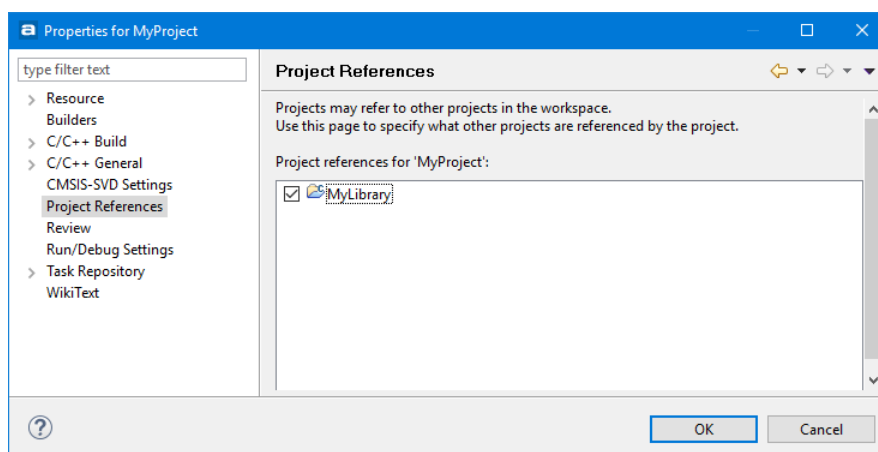 a Properties for MyProject
type filter text
Resource
Builders
C/C++ Build
C/C++ General
CMSIS-SVD Settings
Project References
Review
Run/Debug Settings
Task Repository
WikiText
Project References
Projects may refer to other projects in the workspace.
Use this page to specify what other projects are referenced by the project.
Project references for 'MyProject':
MyLibrary
?
OK
Cancel